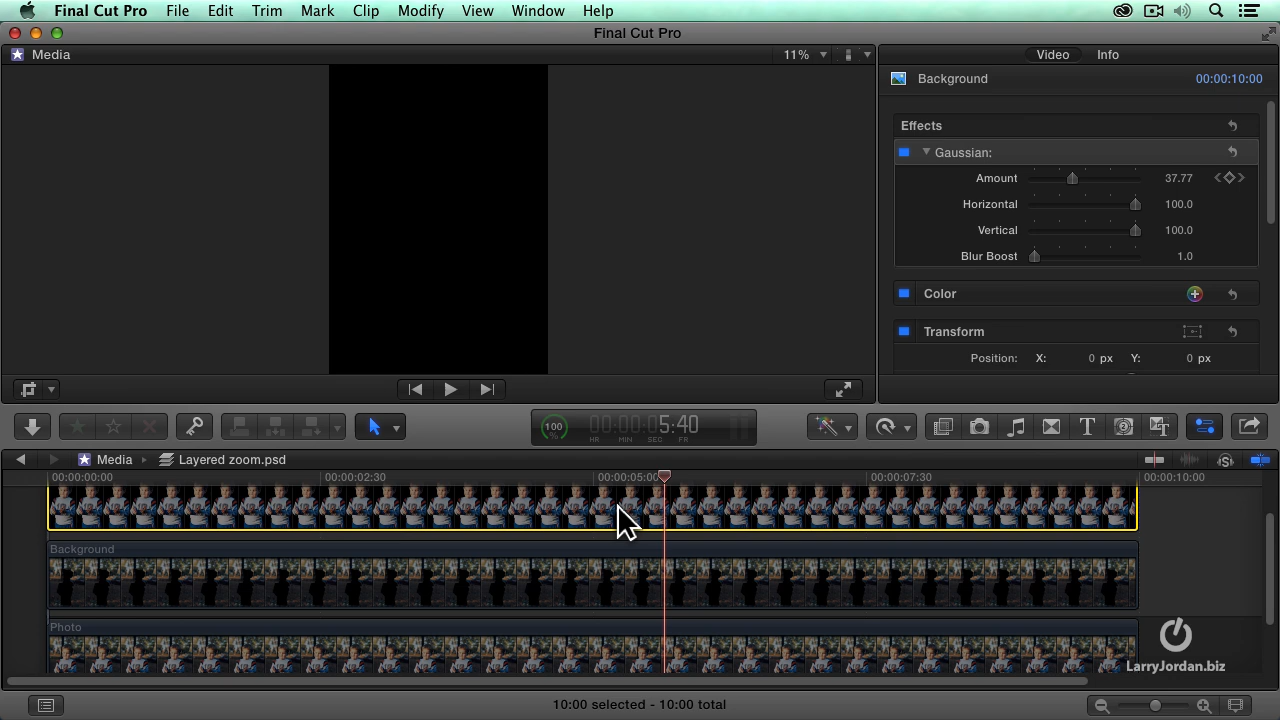 Final Cut Pro File Edit Trim Mark Clip Modify View Window Help
Final Cut Pro
Media 11% Video Info
Background 00:00:10:00
Effects
Gaussian:
Amount 37.77
Horizontal 100.0
Vertical 100.0
Blur Boost 1.0
Color
Transform
Position: X: 0 px Y: 0 px
100 % 00:00:05:40
HR MIN SEC FR
Media Layered zoom.psd
00:00:00:00 00:00:02:30 00:00:05:00 00:00:07:30 00:00:10:00
Background
Photo
LarryJordan.biz
10:00 selected - 10:00 total